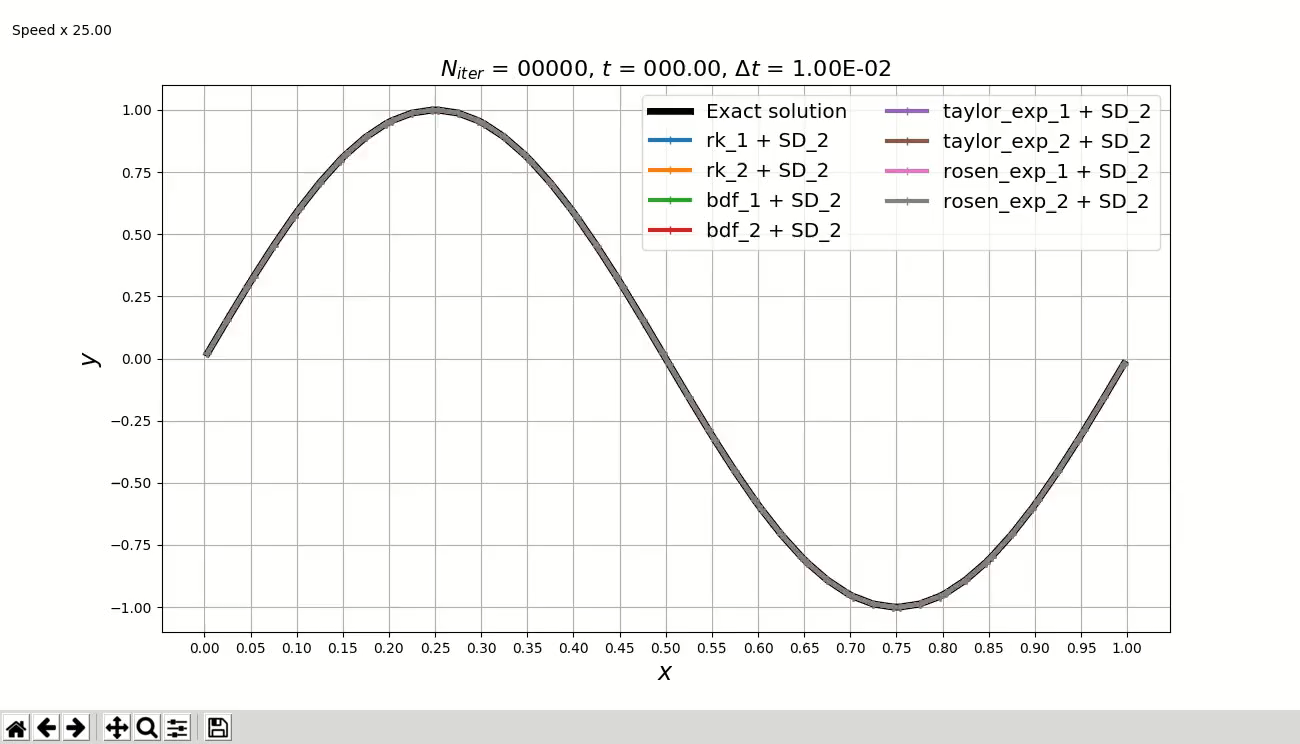 Speed x 25.00
N_iter = 00000, t = 000.00, Δt = 1.00E-02
Exact solution
rk_1 + SD_2
rk_2 + SD_2
bdf_1 + SD_2
bdf_2 + SD_2
taylor_exp_1 + SD_2
taylor_exp_2 + SD_2
rosen_exp_1 + SD_2
rosen_exp_2 + SD_2
y
1.00
0.75
0.50
0.25
0.00
−0.25
−0.50
−0.75
−1.00
0.00 0.05 0.10 0.15 0.20 0.25 0.30 0.35 0.40 0.45 0.50 0.55 0.60 0.65 0.70 0.75 0.80 0.85 0.90 0.95 1.00
x